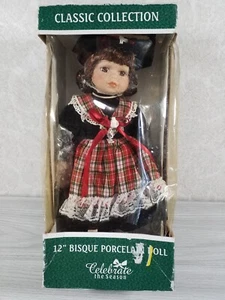 CLASSIC COLLECTION
12" BISQUE PORCELAIN DOLL
Celebrate
the Season